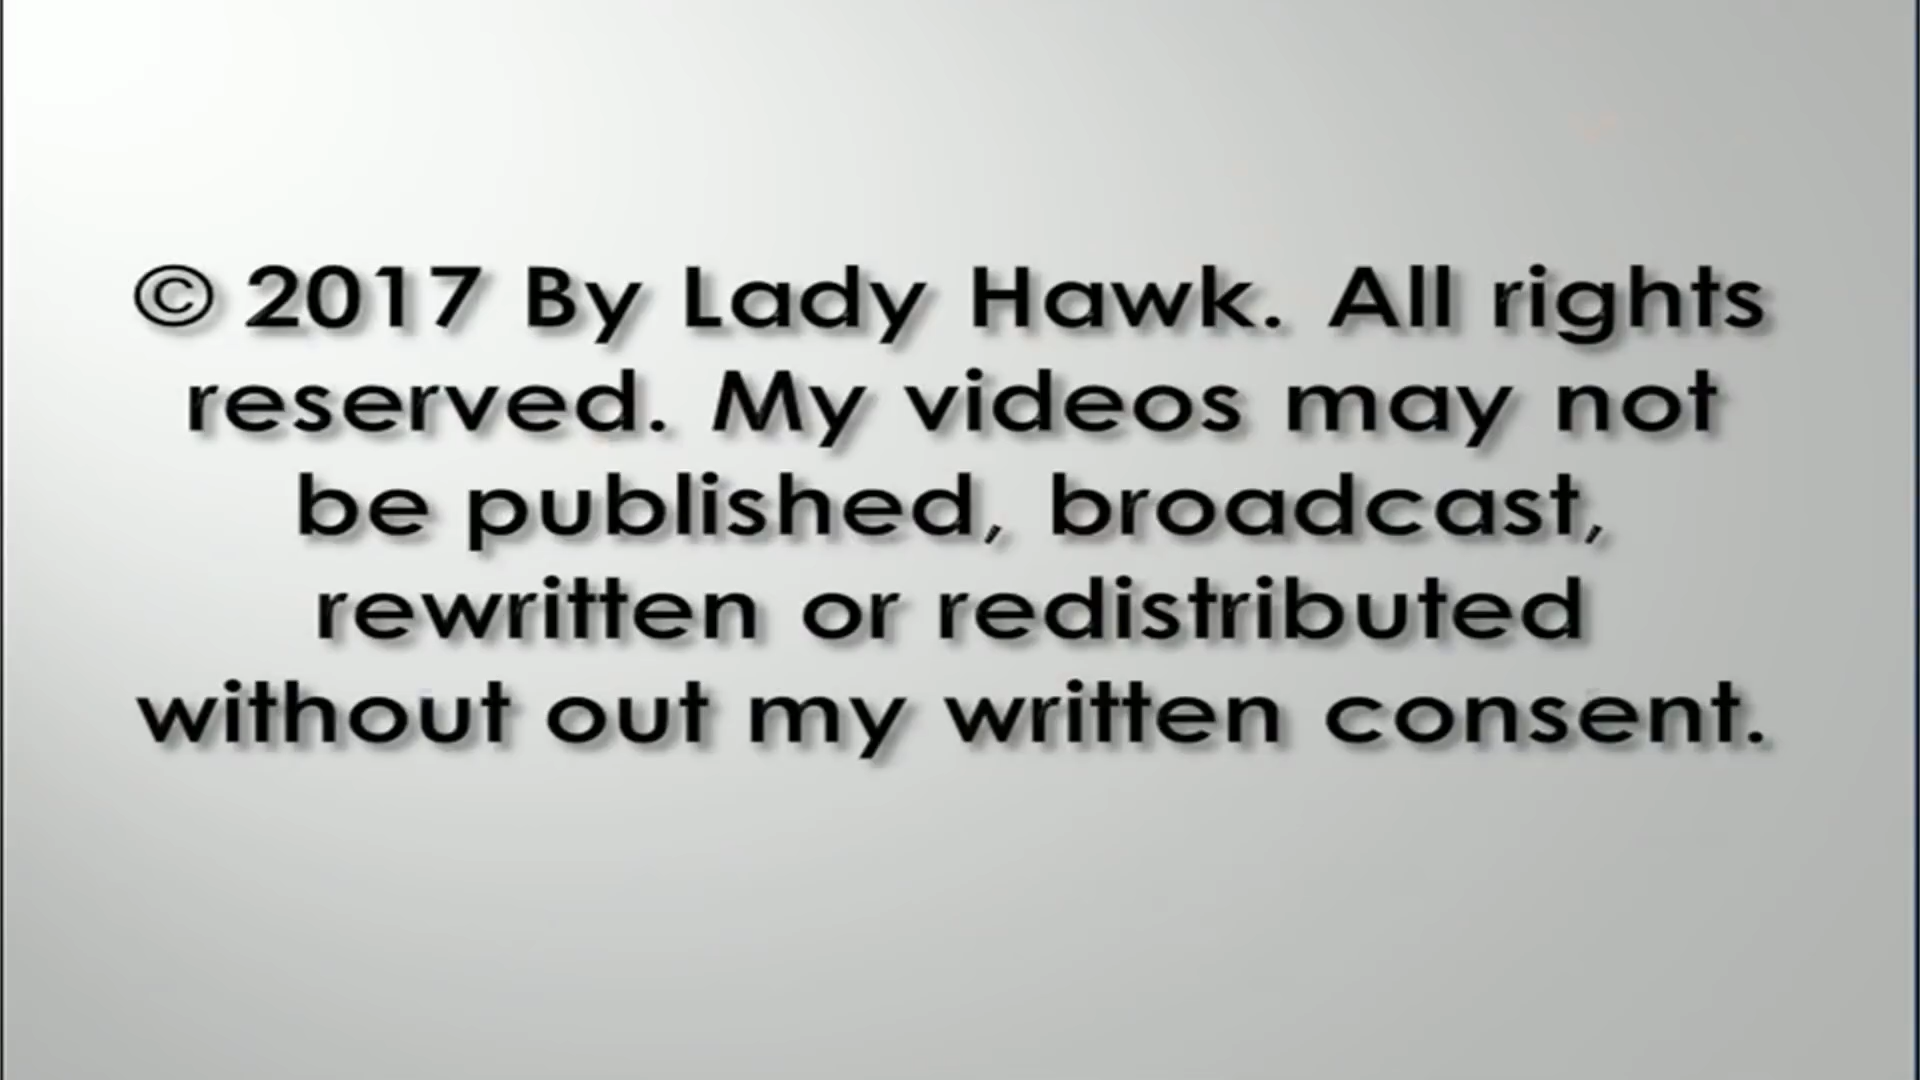 © 2017 By Lady Hawk. All rights
reserved. My videos may not
be published, broadcast,
rewritten or redistributed
without out my written consent.